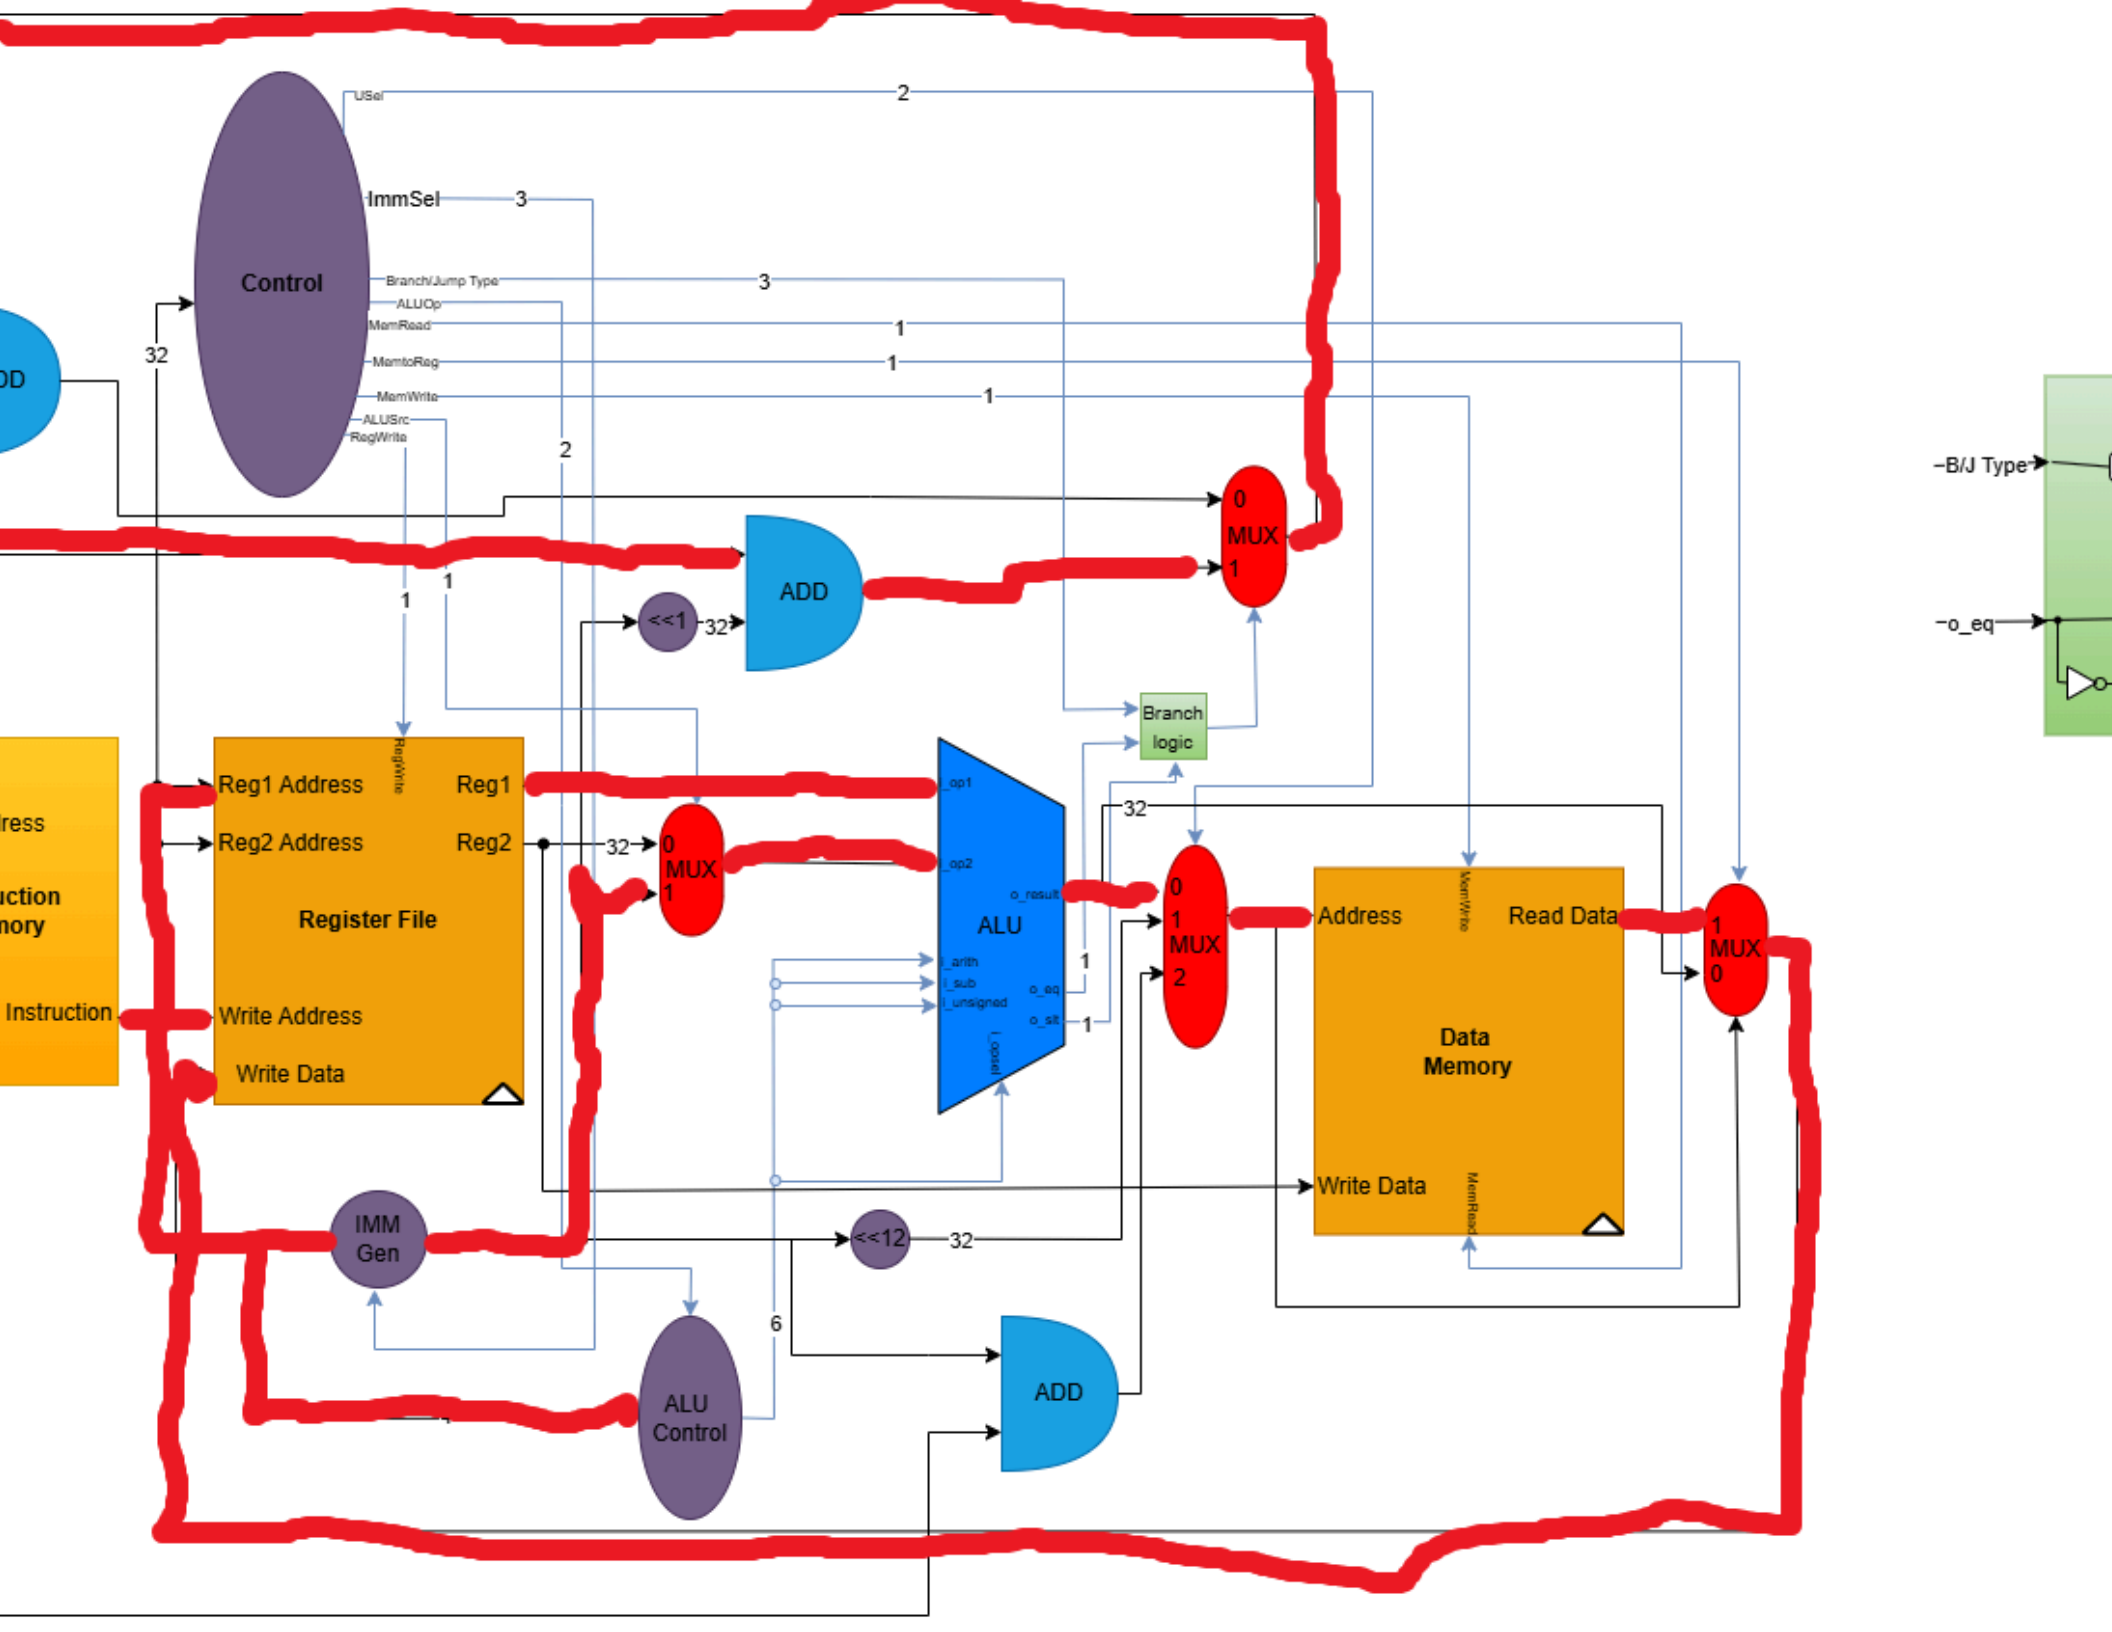 USel
2
ImmSel
3
Control
Branch/Jump Type
3
ALUOp
MemRead
1
32
MemtoReg
1
DD
MemWrite
1
ALUSrc
RegWrite
2
−B/J Type
0
MUX
1
1
1
ADD
<<1
32
−o_eq
Branch
logic
RegWrite
Reg1 Address
Reg1
i_op1
32
ress
Reg2 Address
Reg2
32
0
MUX
1
i_op2
0
1
MUX
2
o_result
ALU
uction
mory
Register File
MemWrite
Address
Read Data
1
MUX
0
i_arith
i_sub
i_unsigned
1
o_eq
o_slt
1
i_opsel
Instruction
Write Address
Write Data
Data
Memory
Write Data
MemRead
IMM
Gen
<<12
32
6
ADD
ALU
Control